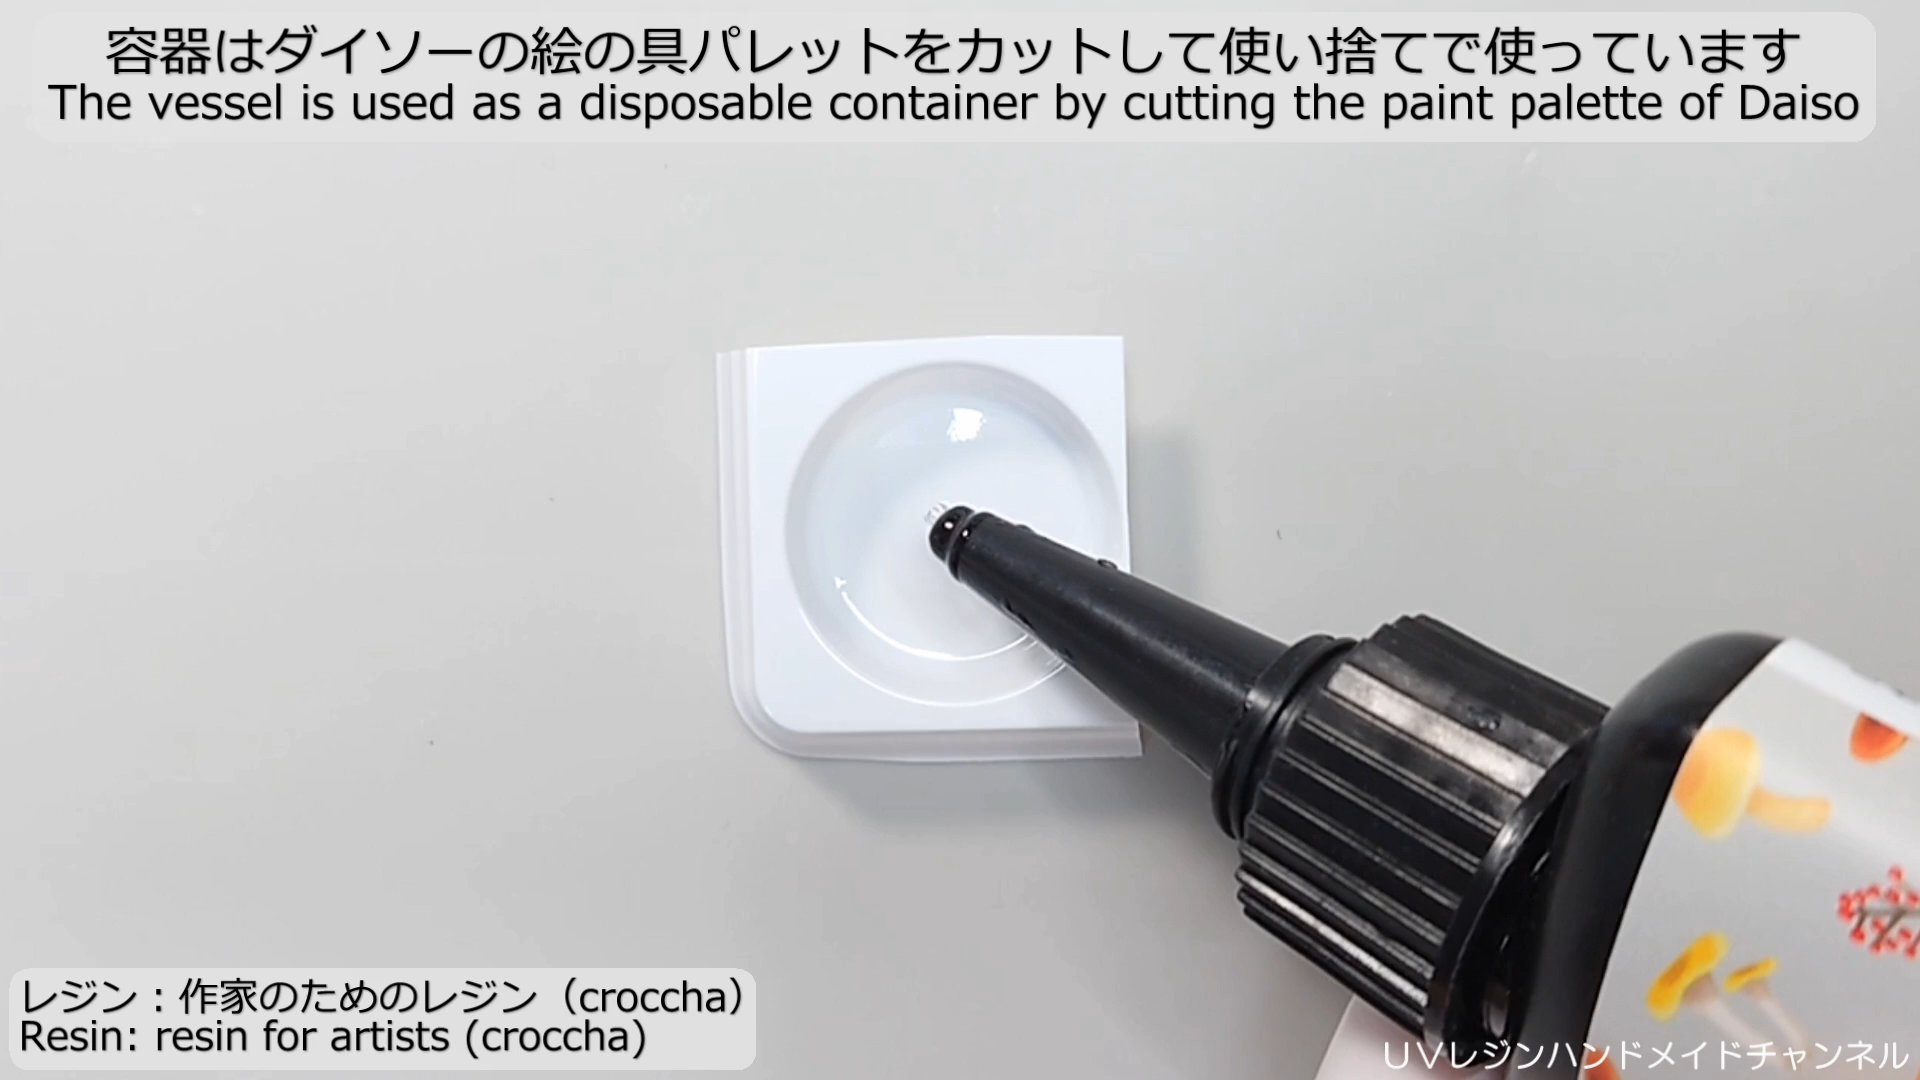 容器はダイソーの絵の具パレットをカットして使い捨てで使っています
The vessel is used as a disposable container by cutting the paint palette of Daiso
レジン：作家のためのレジン（croccha）
Resin: resin for artists (croccha)
UVレジンハンドメイドチャンネル